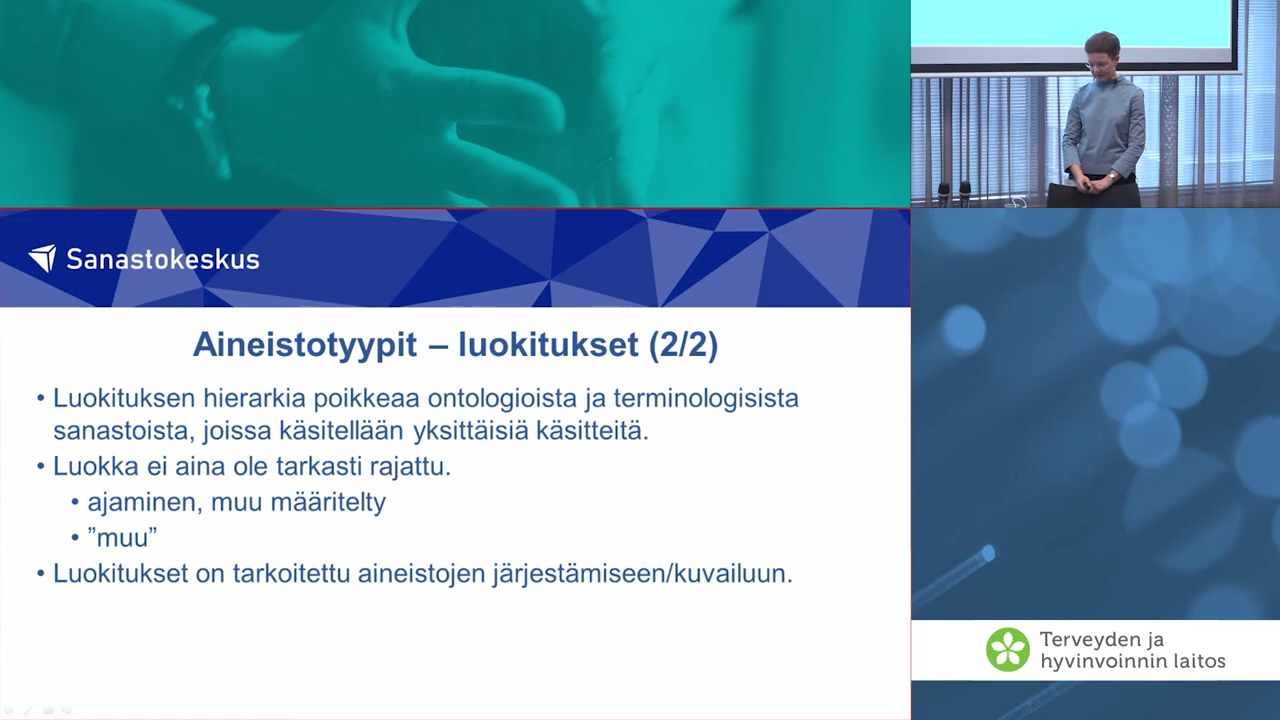 Sanastokeskus
Aineistotyypit – luokitukset (2/2)
• Luokituksen hierarkia poikkeaa ontologioista ja terminologisista
sanastoista, joissa käsitellään yksittäisiä käsitteitä.
• Luokka ei aina ole tarkasti rajattu.
• ajaminen, muu määritelty
• ”muu”
• Luokitukset on tarkoitettu aineistojen järjestämiseen/kuvailuun.
Terveyden ja
hyvinvoinnin laitos